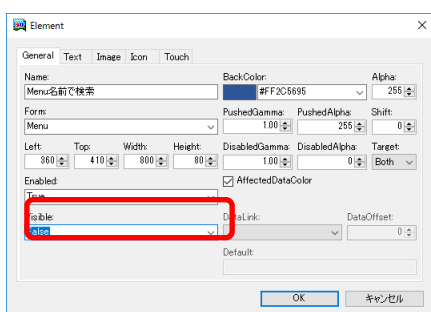 Element
General Text Image Icon Touch
Name: BackColor: Alpha:
Menu名前で検索 #FF2C5695 255
Form: PushedGamma: PushedAlpha: Shift:
Menu 1.00 255 0
Left: Top: Width: Height: DisabledGamma: DisabledAlpha: Target:
360 410 800 80 1.00 0 Both
Enabled: AffectedDataColor
True
Visible: DataLink: DataOffset:
False 0
Default:
OK キャンセル